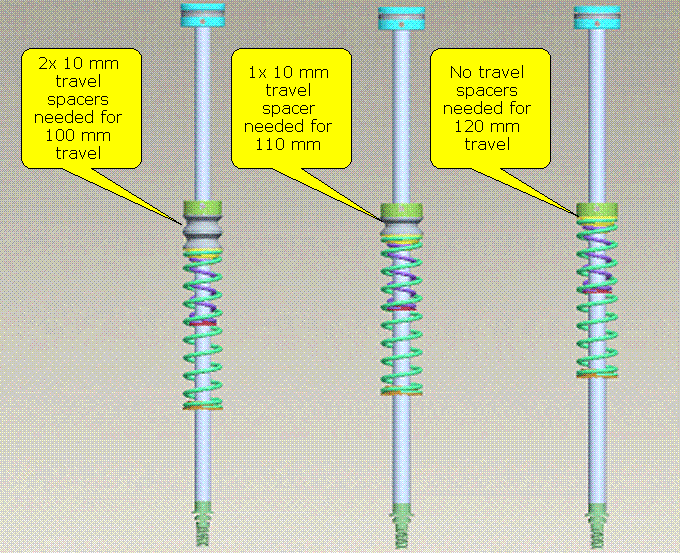 2x 10 mm
travel
spacers
needed for
100 mm
travel
1x 10 mm
travel
spacer
needed for
110 mm
No travel
spacers
needed for
120 mm
travel